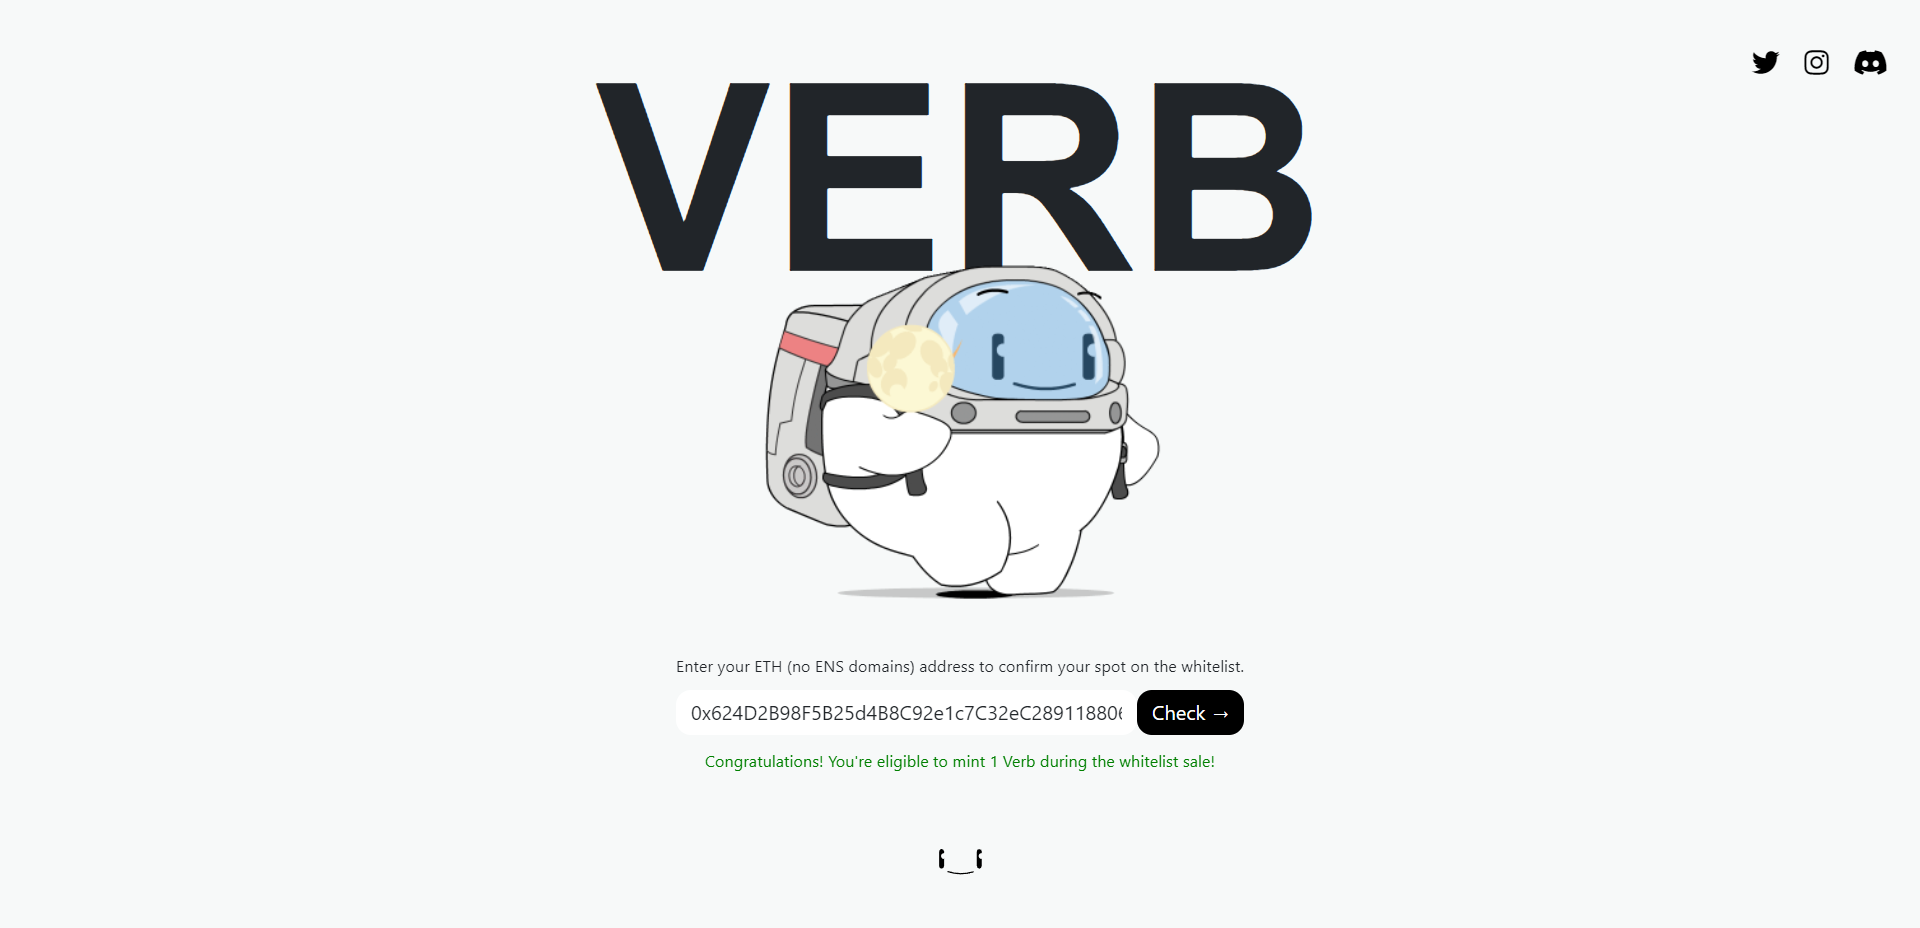 VERB
Enter your ETH (no ENS domains) address to confirm your spot on the whitelist.
0x624D2B98F5B25d4B8C92e1c7C32eC28911880
Check →
Congratulations! You're eligible to mint 1 Verb during the whitelist sale!